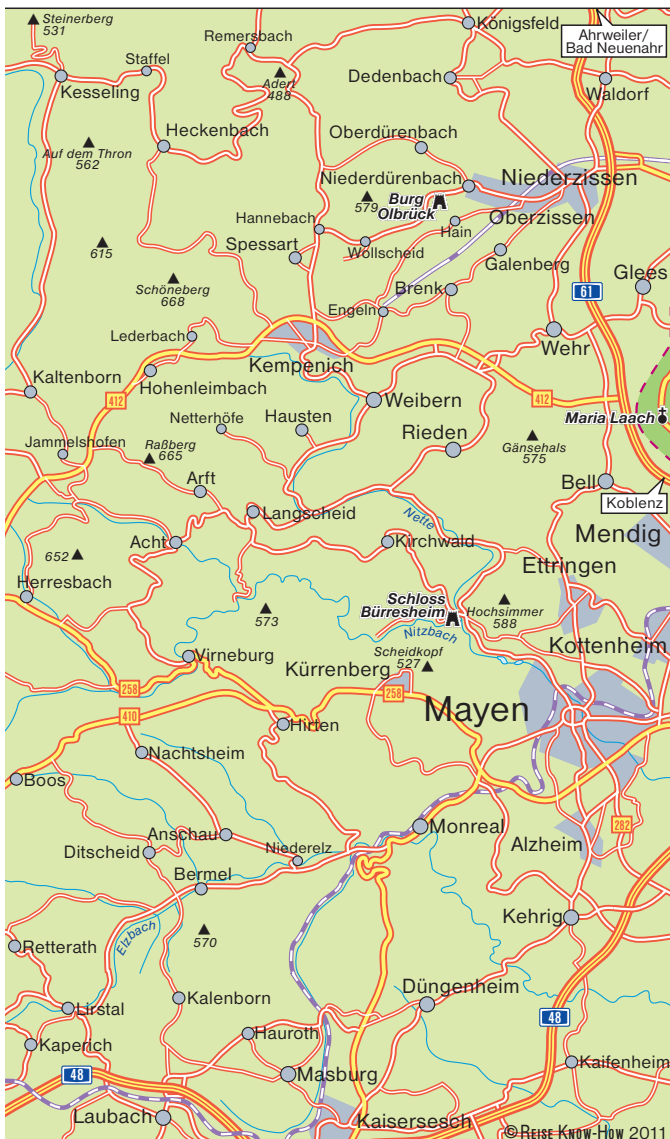 Steinerberg
531
Remersbach
Königsfeld
Ahrweiler/
Bad Neuenahr
Staffel
Kesseling
Adert
488
Dedenbach
Waldorf
Auf dem Thron
562
Heckenbach
Oberdürenbach
Niederdürenbach
Niederzissen
579
Burg
Olbrück
Oberzissen
Hannebach
Hain
Wollscheid
Spessart
Galenberg
615
Schöneberg
668
Brenk
61
Glees
Engeln
Lederbach
Wehr
Kempenich
Kaltenborn
Hohenleimbach
412
Weibern
412
Maria Laach
Netterhöfe
Hausten
Rieden
Jammelshofen
Raßberg
665
Gänsehals
575
Arft
Bell
Koblenz
Langscheid
Nette
Mendig
Acht
Kirchwald
652
Ettringen
Herresbach
573
Schloss
Bürresheim
Hochsimmer
588
Nitzbach
Kottenheim
Virneburg
Scheidkopf
527
Kürrenberg
258
258
410
Mayen
Hirten
Nachtsheim
Boos
Anschau
Monreal
282
Ditscheid
Niederelz
Alzheim
Bermel
Elzbach
570
Kehrig
Retterath
Kalenborn
Düngenheim
Lirstal
48
Kaperich
Hauroth
Kaifenheim
48
Masburg
Laubach
Kaisersesch
© REISE KNOW-HOW 2011